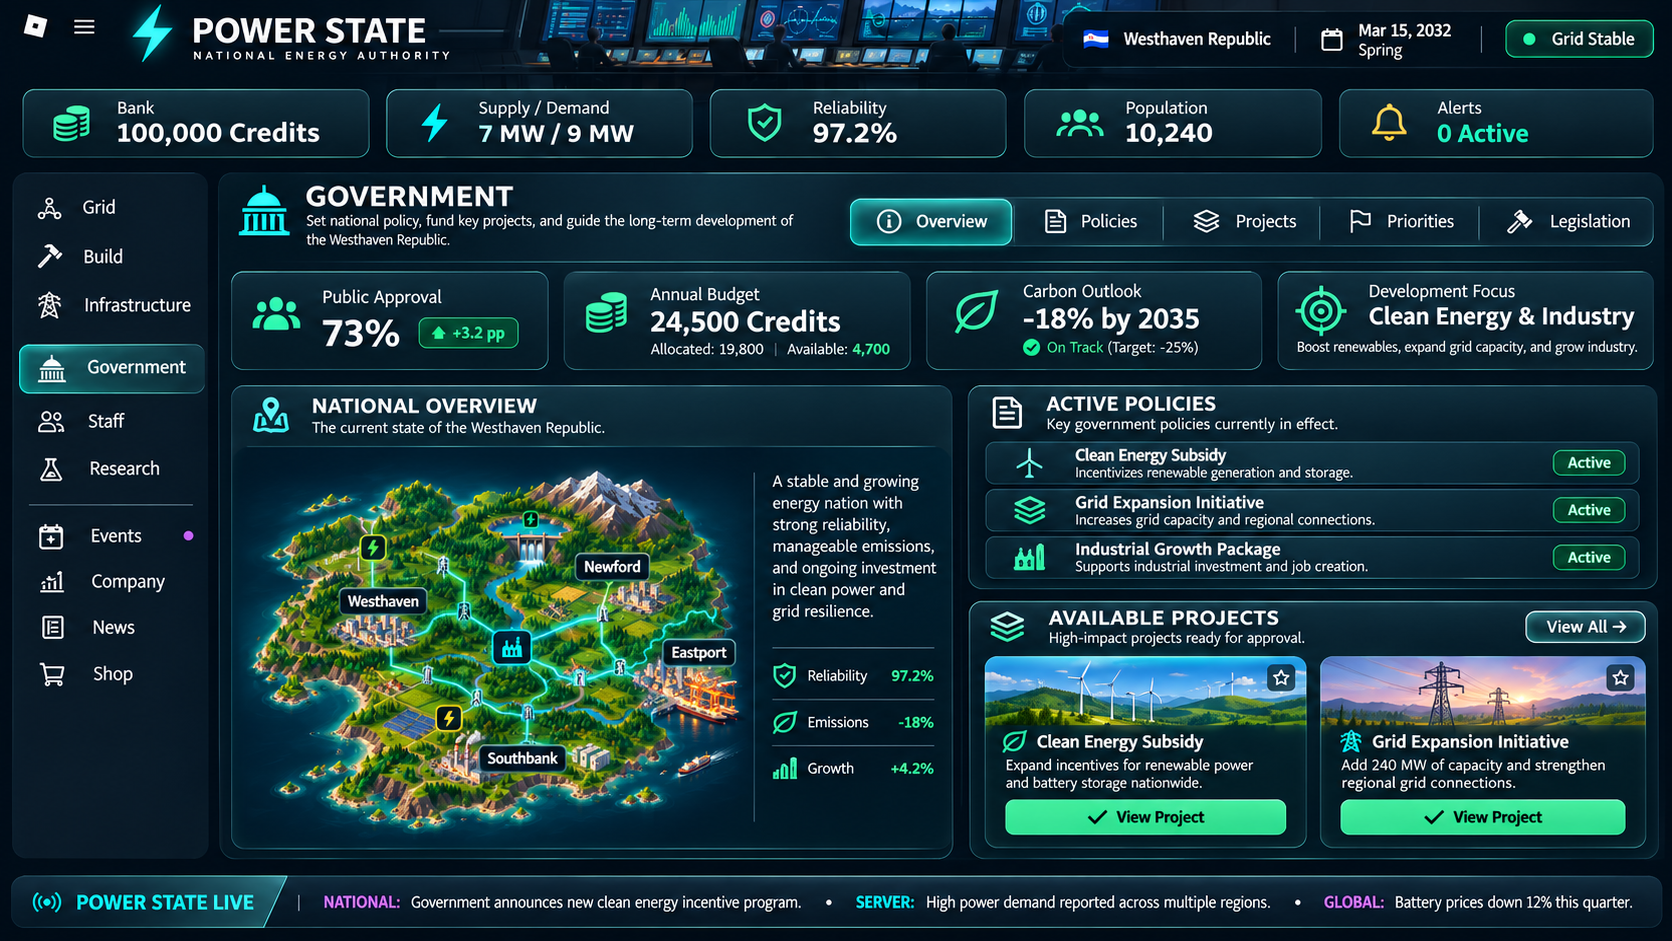 POWER STATE
NATIONAL ENERGY AUTHORITY
Westhaven Republic
Mar 15, 2032
Spring
Grid Stable
Bank
100,000 Credits
Supply / Demand
7 MW / 9 MW
Reliability
97.2%
Population
10,240
Alerts
0 Active
Grid
Build
Infrastructure
Government
Staff
Research
Events
Company
News
Shop
GOVERNMENT
Set national policy, fund key projects, and guide the long-term development of
the Westhaven Republic.
Overview
Policies
Projects
Priorities
Legislation
Public Approval
73%
+3.2 pp
Annual Budget
24,500 Credits
Allocated: 19,800 | Available: 4,700
Carbon Outlook
-18% by 2035
On Track (Target: -25%)
Development Focus
Clean Energy & Industry
Boost renewables, expand grid capacity, and grow industry.
NATIONAL OVERVIEW
The current state of the Westhaven Republic.
Westhaven
Newford
Eastport
Southbank
A stable and growing
energy nation with
strong reliability,
manageable emissions,
and ongoing investment
in clean power and
grid resilience.
Reliability 97.2%
Emissions -18%
Growth +4.2%
ACTIVE POLICIES
Key government policies currently in effect.
Clean Energy Subsidy
Incentivizes renewable generation and storage.
Active
Grid Expansion Initiative
Increases grid capacity and regional connections.
Active
Industrial Growth Package
Supports industrial investment and job creation.
Active
AVAILABLE PROJECTS
High-impact projects ready for approval.
View All →
Clean Energy Subsidy
Expand incentives for renewable power
and battery storage nationwide.
View Project
Grid Expansion Initiative
Add 240 MW of capacity and strengthen
regional grid connections.
View Project
POWER STATE LIVE
NATIONAL: Government announces new clean energy incentive program. • SERVER: High power demand reported across multiple regions. • GLOBAL: Battery prices down 12% this quarter.